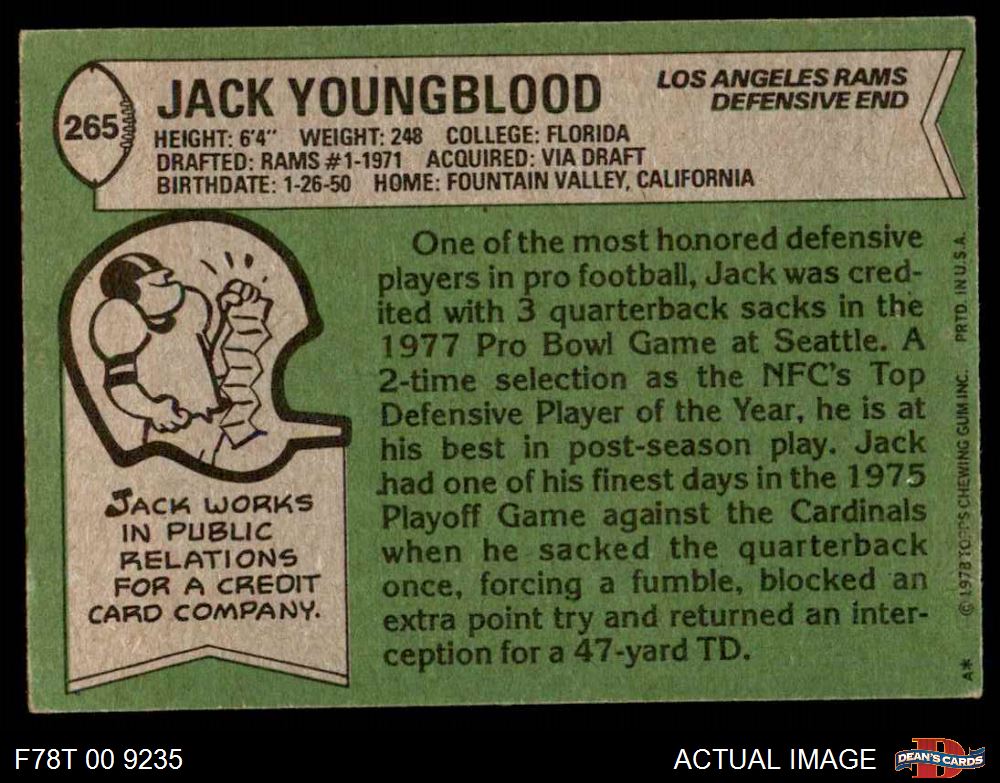 265
JACK YOUNGBLOOD
LOS ANGELES RAMS
DEFENSIVE END
HEIGHT: 6'4" WEIGHT: 248 COLLEGE: FLORIDA
DRAFTED: RAMS #1-1971 ACQUIRED: VIA DRAFT
BIRTHDATE: 1-26-50 HOME: FOUNTAIN VALLEY, CALIFORNIA
One of the most honored defensive
players in pro football, Jack was cred-
ited with 3 quarterback sacks in the
1977 Pro Bowl Game at Seattle. A
2-time selection as the NFC's Top
Defensive Player of the Year, he is at
his best in post-season play. Jack
had one of his finest days in the 1975
Playoff Game against the Cardinals
when he sacked the quarterback
once, forcing a fumble, blocked an
extra point try and returned an inter-
ception for a 47-yard TD.
JACK WORKS
IN PUBLIC
RELATIONS
FOR A CREDIT
CARD COMPANY.
A* © 1978 TOPPS CHEWING GUM INC. PRTD. IN U.S.A.
F78T 00 9235
ACTUAL IMAGE
D
DEAN'S CARDS